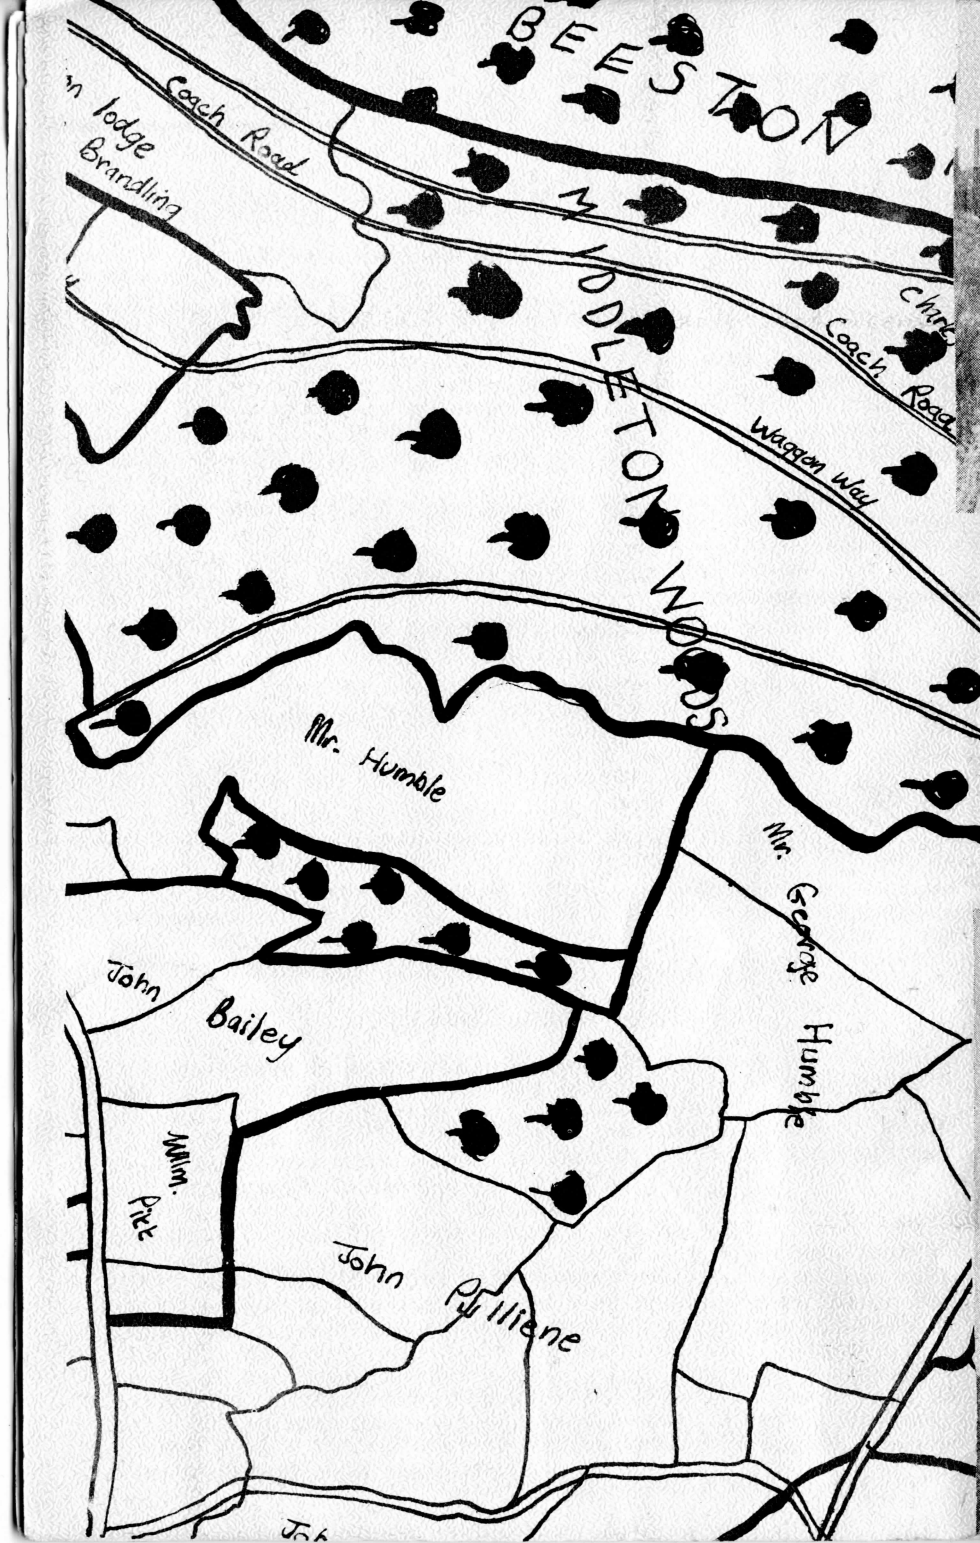 BEESTON
Coach Road
lodge
Brandling
MIDDLETON WOODS
Coach Road
Waggon Way
Mr. Humble
Mr. George Humble
John Bailey
Wm. Pitt
John Pulliene